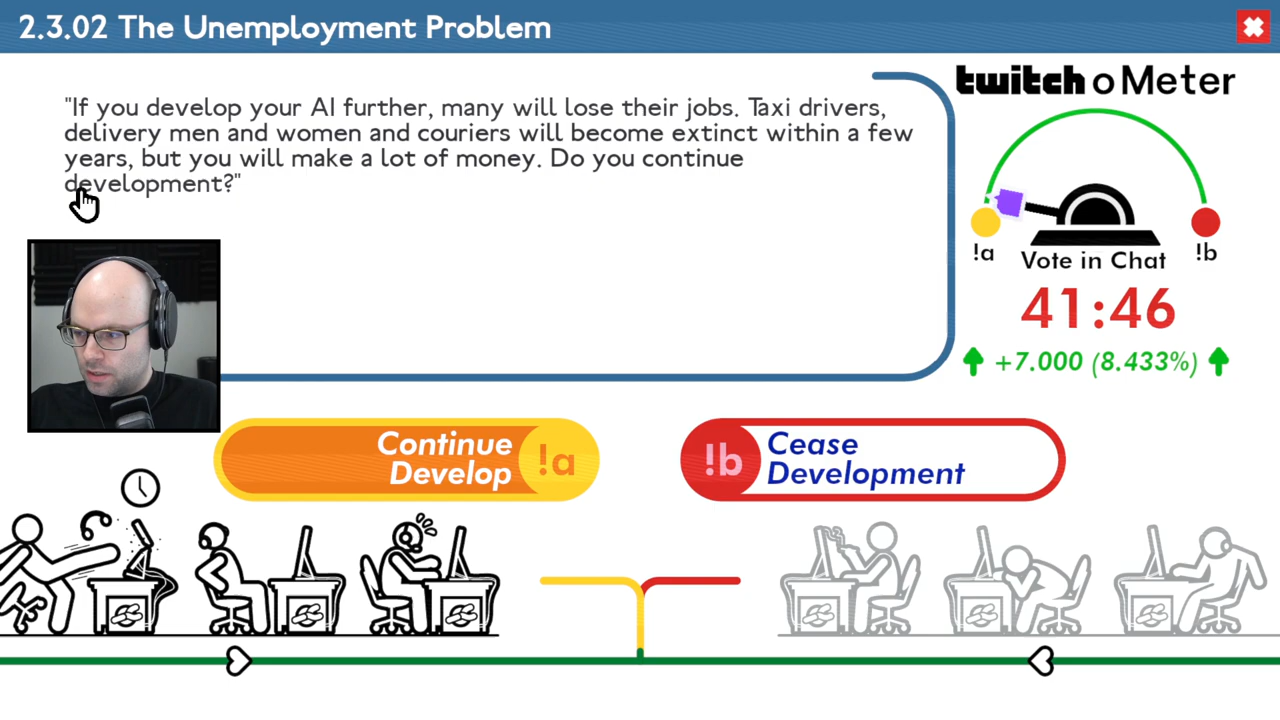 2.3.02 The Unemployment Problem
"If you develop your AI further, many will lose their jobs. Taxi drivers,
delivery men and women and couriers will become extinct within a few
years, but you will make a lot of money. Do you continue
development?"
twitch o Meter
!a
!b
Vote in Chat
41:46
+7.000 (8.433%)
Continue
Develop
!a
!b
Cease
Development